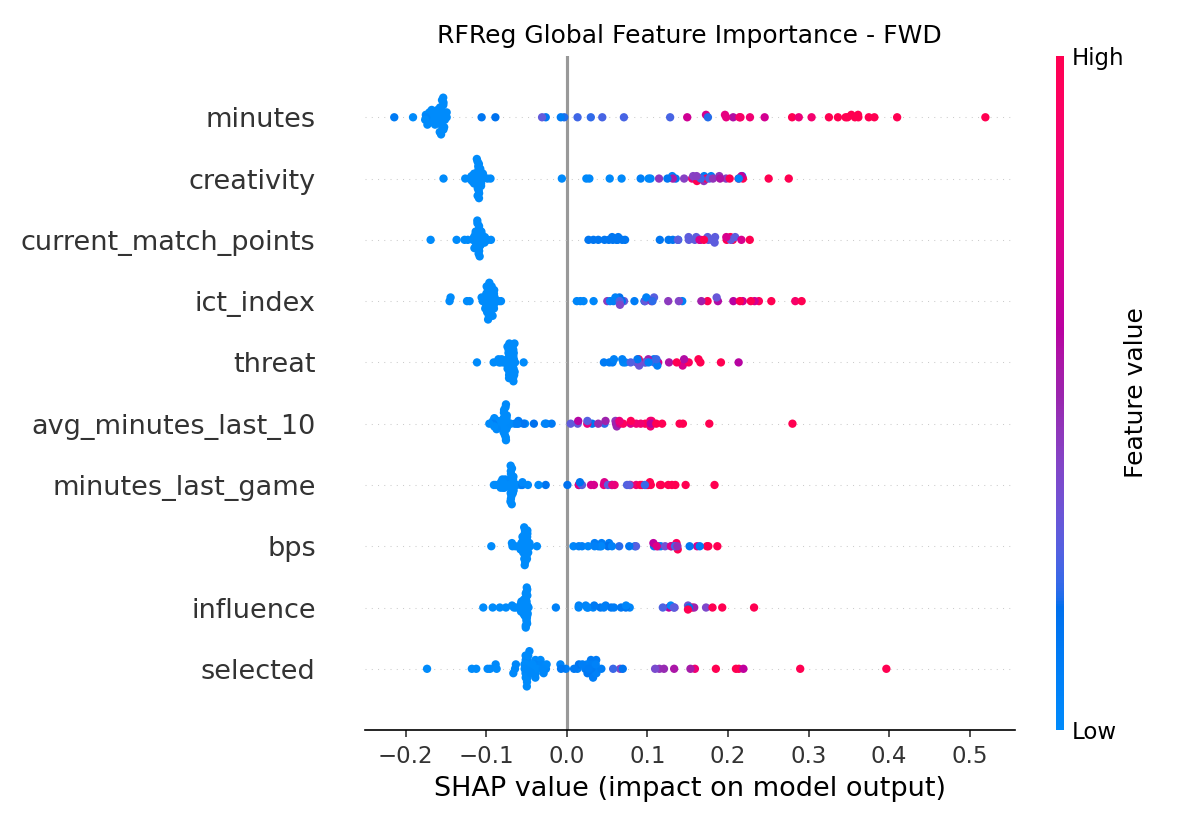 RFReg Global Feature Importance - FWD
High
minutes
creativity
current_match_points
ict_index
threat
avg_minutes_last_10
minutes_last_game
bps
influence
selected
Feature value
Low
−0.2 −0.1 0.0 0.1 0.2 0.3 0.4 0.5
SHAP value (impact on model output)